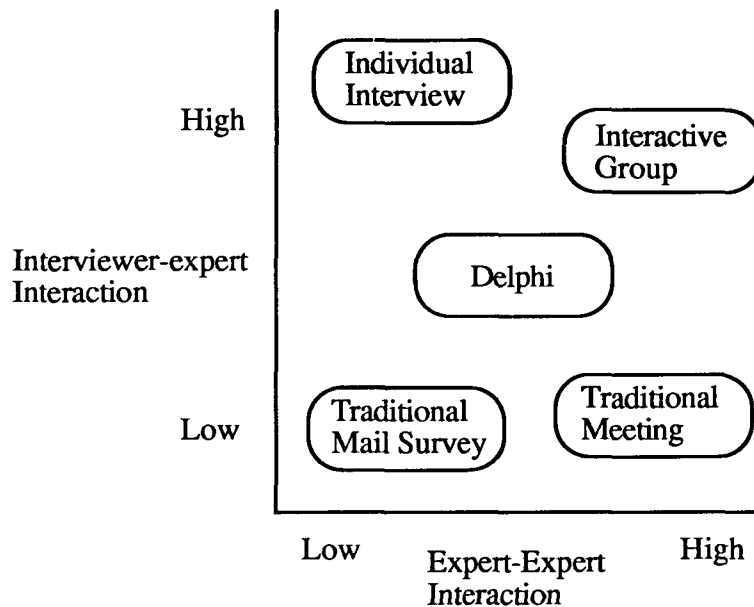 Individual
Interview
High
Interactive
Group
Interviewer-expert
Interaction
Delphi
Traditional
Mail Survey
Traditional
Meeting
Low
Low
Expert-Expert
Interaction
High